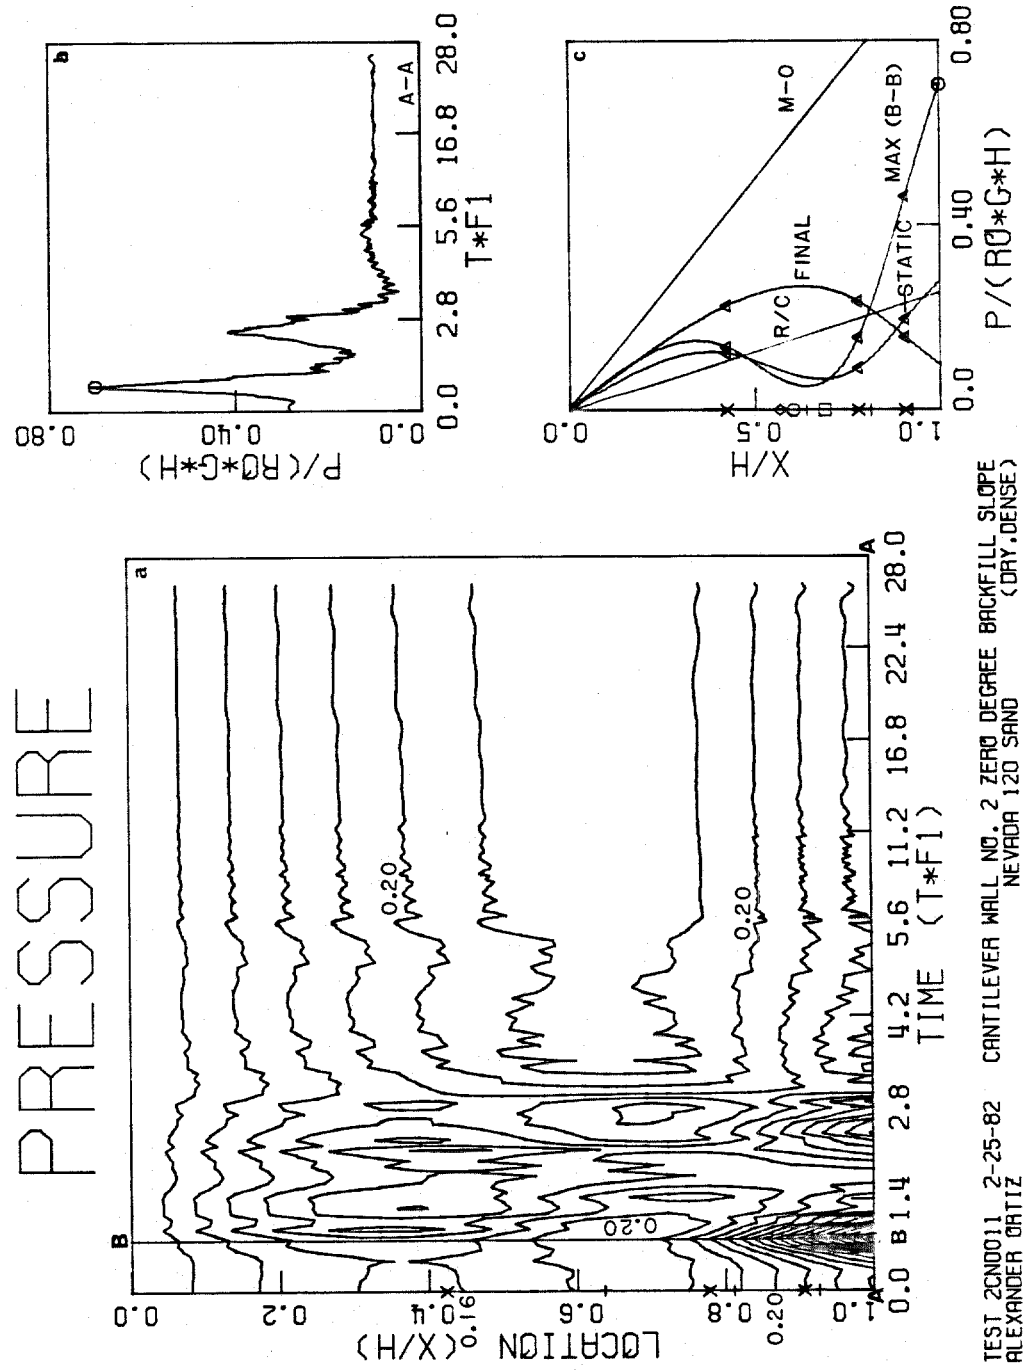 PRESSURE
a
B
0.0
0.2
0.4
0.6
0.8
1.0
LOCATION (X/H)
0.16
0.20
0.20
0.20
0.20
B
A
A
0.0
1.4
2.8
4.2
5.6
11.2
16.8
22.4
28.0
TIME (T*F1)
b
0.80
0.40
0.0
P/(RO*G*H)
A-A
0.0
2.8
5.6
16.8
28.0
T*F1
c
M-O
R/C FINAL
STATIC
MAX (B-B)
0.0
0.5
1.0
X/H
0.0
0.40
0.80
P/(RO*G*H)
TEST 2CND011 2-25-82 CANTILEVER WALL NO. 2 ZERO DEGREE BACKFILL SLOPE
ALEXANDER ORTIZ NEVADA 120 SAND (DRY,DENSE)